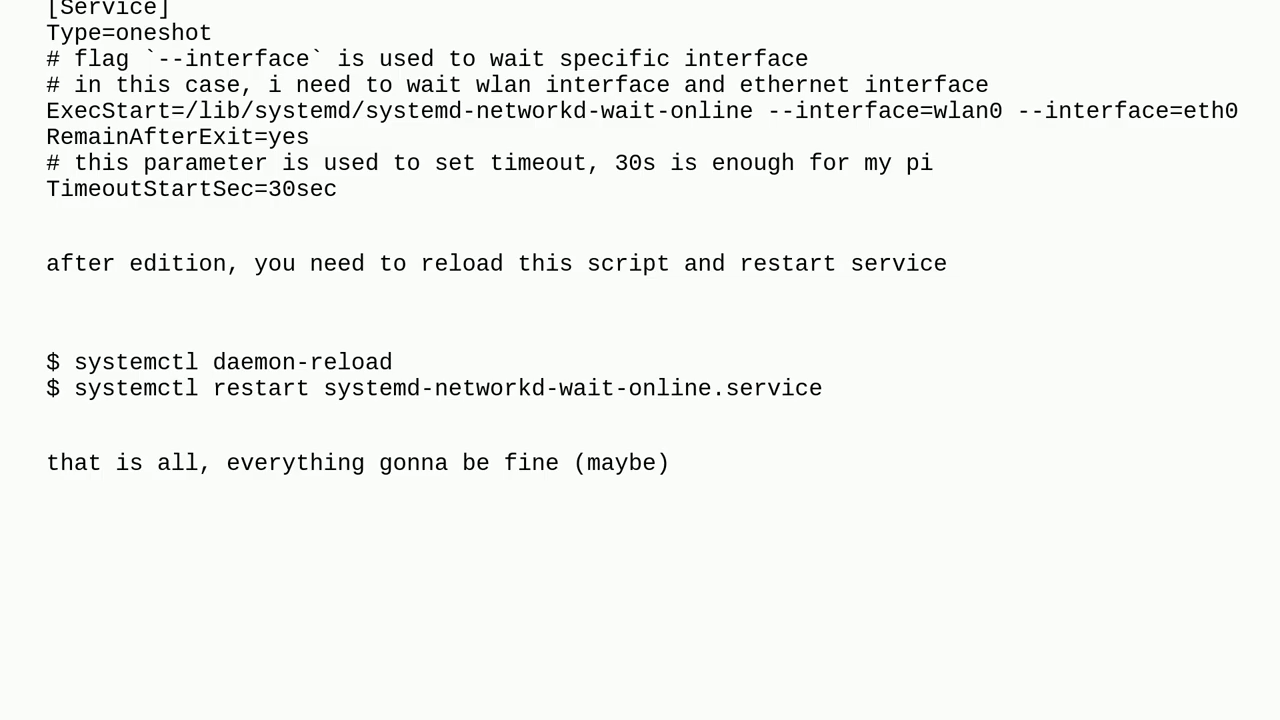 [Service]
Type=oneshot
# flag `--interface` is used to wait specific interface
# in this case, i need to wait wlan interface and ethernet interface
ExecStart=/lib/systemd/systemd-networkd-wait-online --interface=wlan0 --interface=eth0
RemainAfterExit=yes
# this parameter is used to set timeout, 30s is enough for my pi
TimeoutStartSec=30sec
after edition, you need to reload this script and restart service
$ systemctl daemon-reload
$ systemctl restart systemd-networkd-wait-online.service
that is all, everything gonna be fine (maybe)